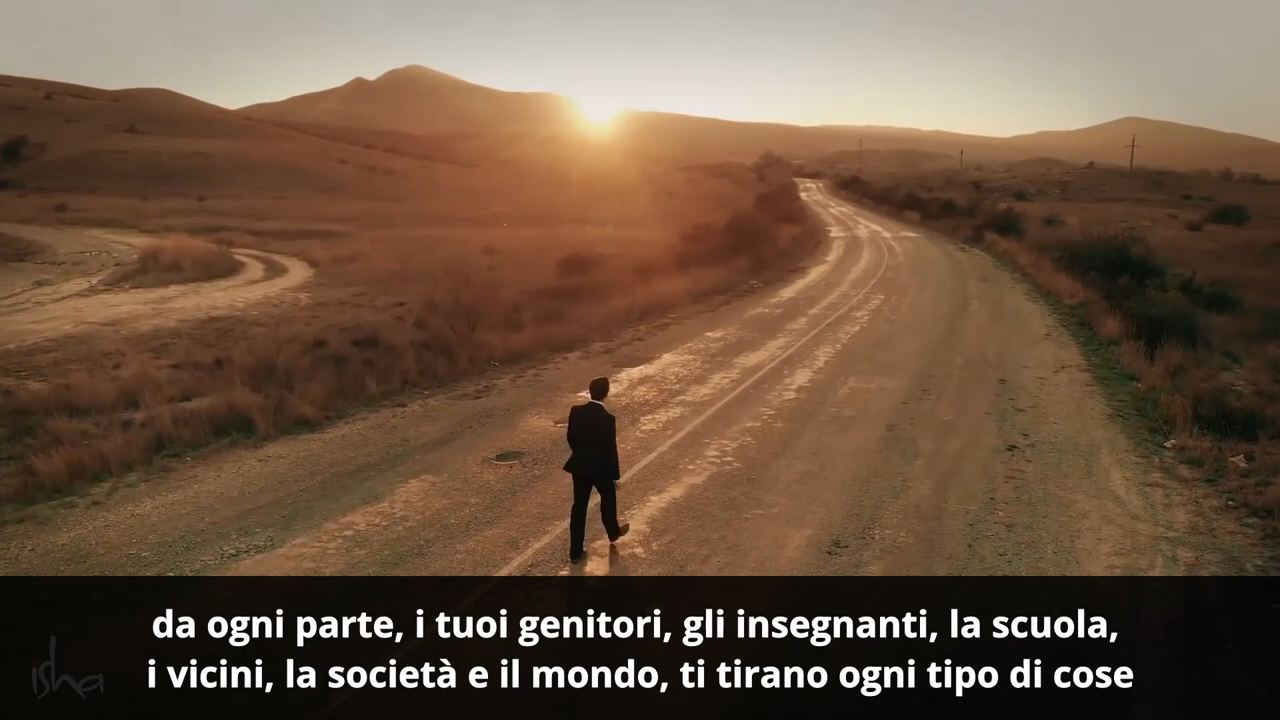 da ogni parte, i tuoi genitori, gli insegnanti, la scuola,
i vicini, la società e il mondo, ti tirano ogni tipo di cose
isha